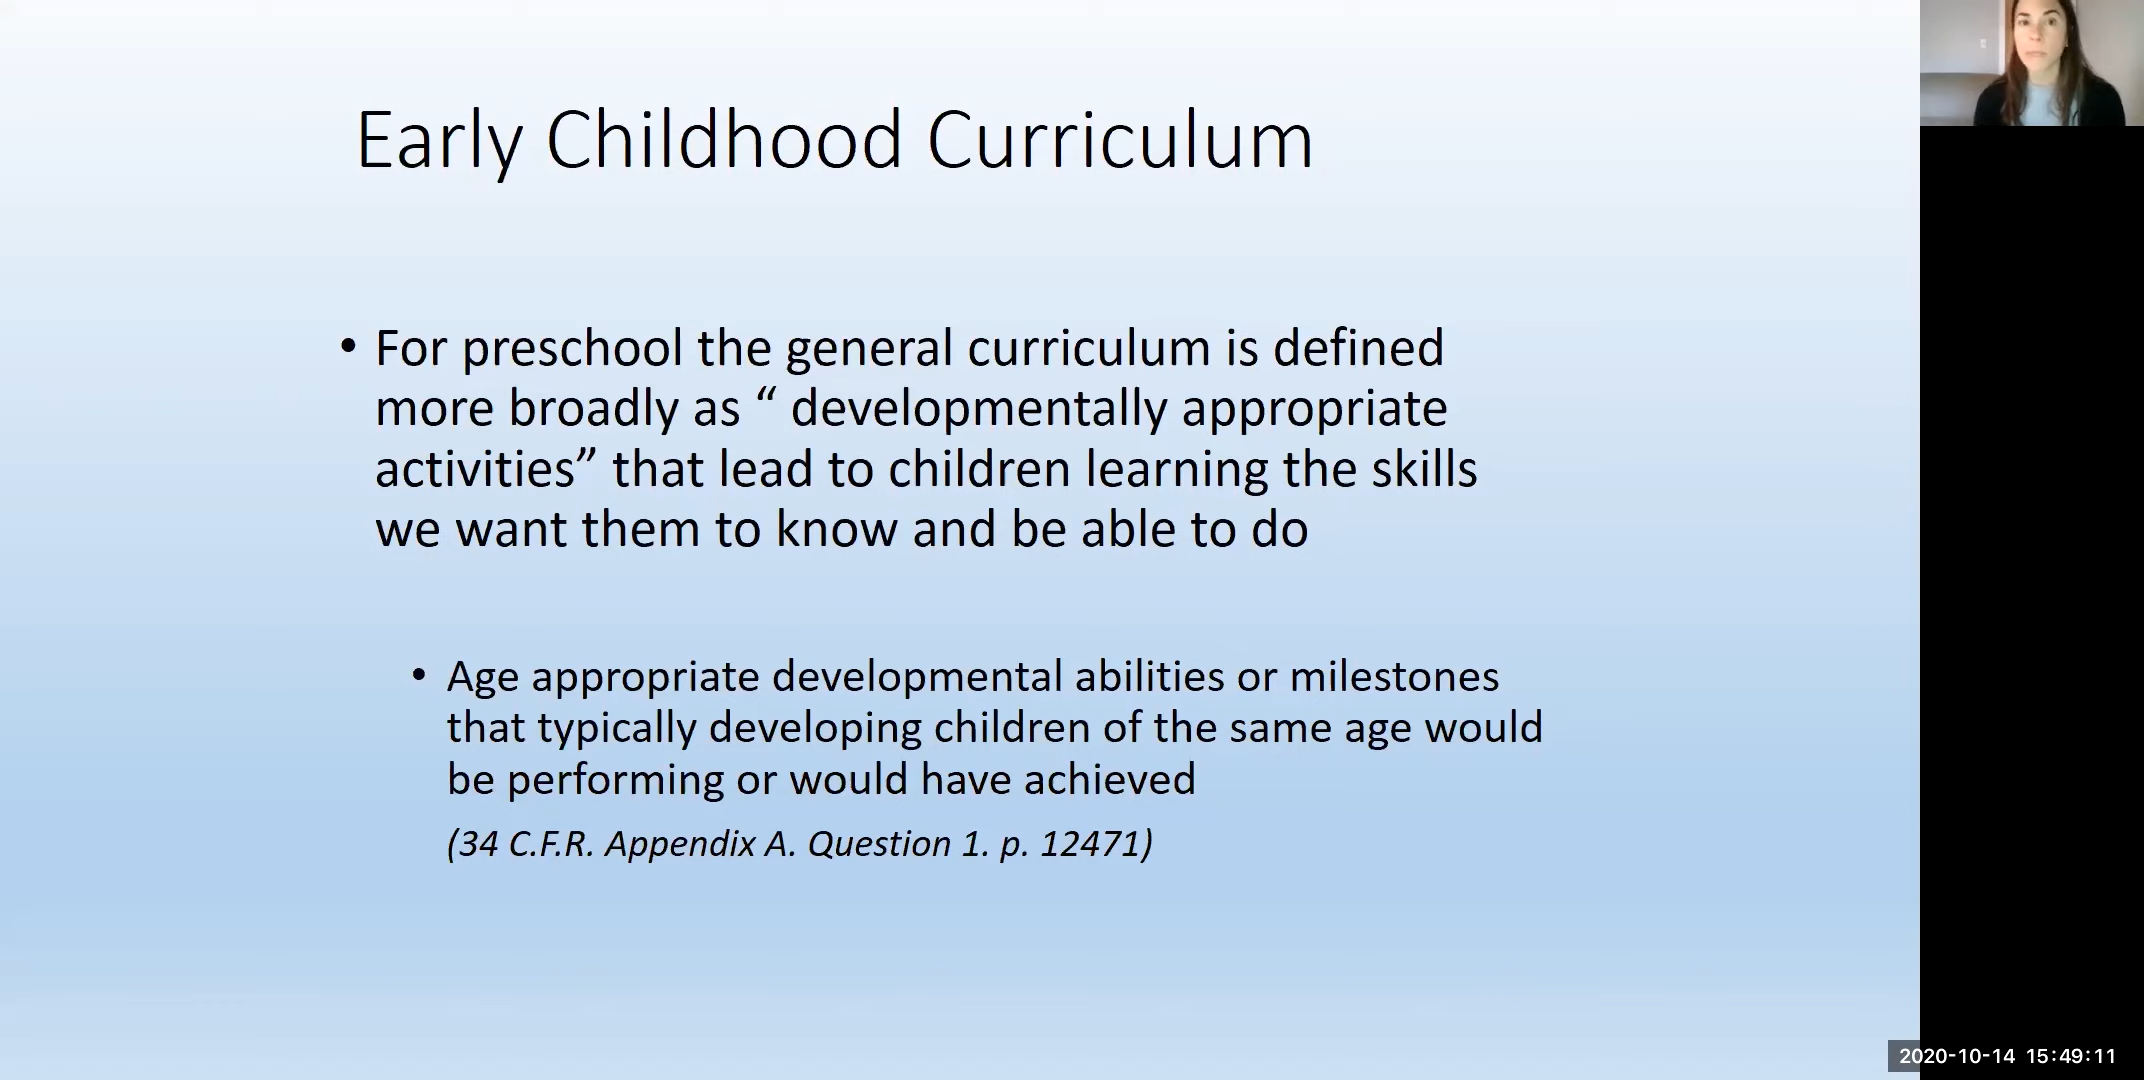 Early Childhood Curriculum
• For preschool the general curriculum is defined
more broadly as “ developmentally appropriate
activities” that lead to children learning the skills
we want them to know and be able to do
• Age appropriate developmental abilities or milestones
that typically developing children of the same age would
be performing or would have achieved
(34 C.F.R. Appendix A. Question 1. p. 12471)
2020-10-14 15:49:11